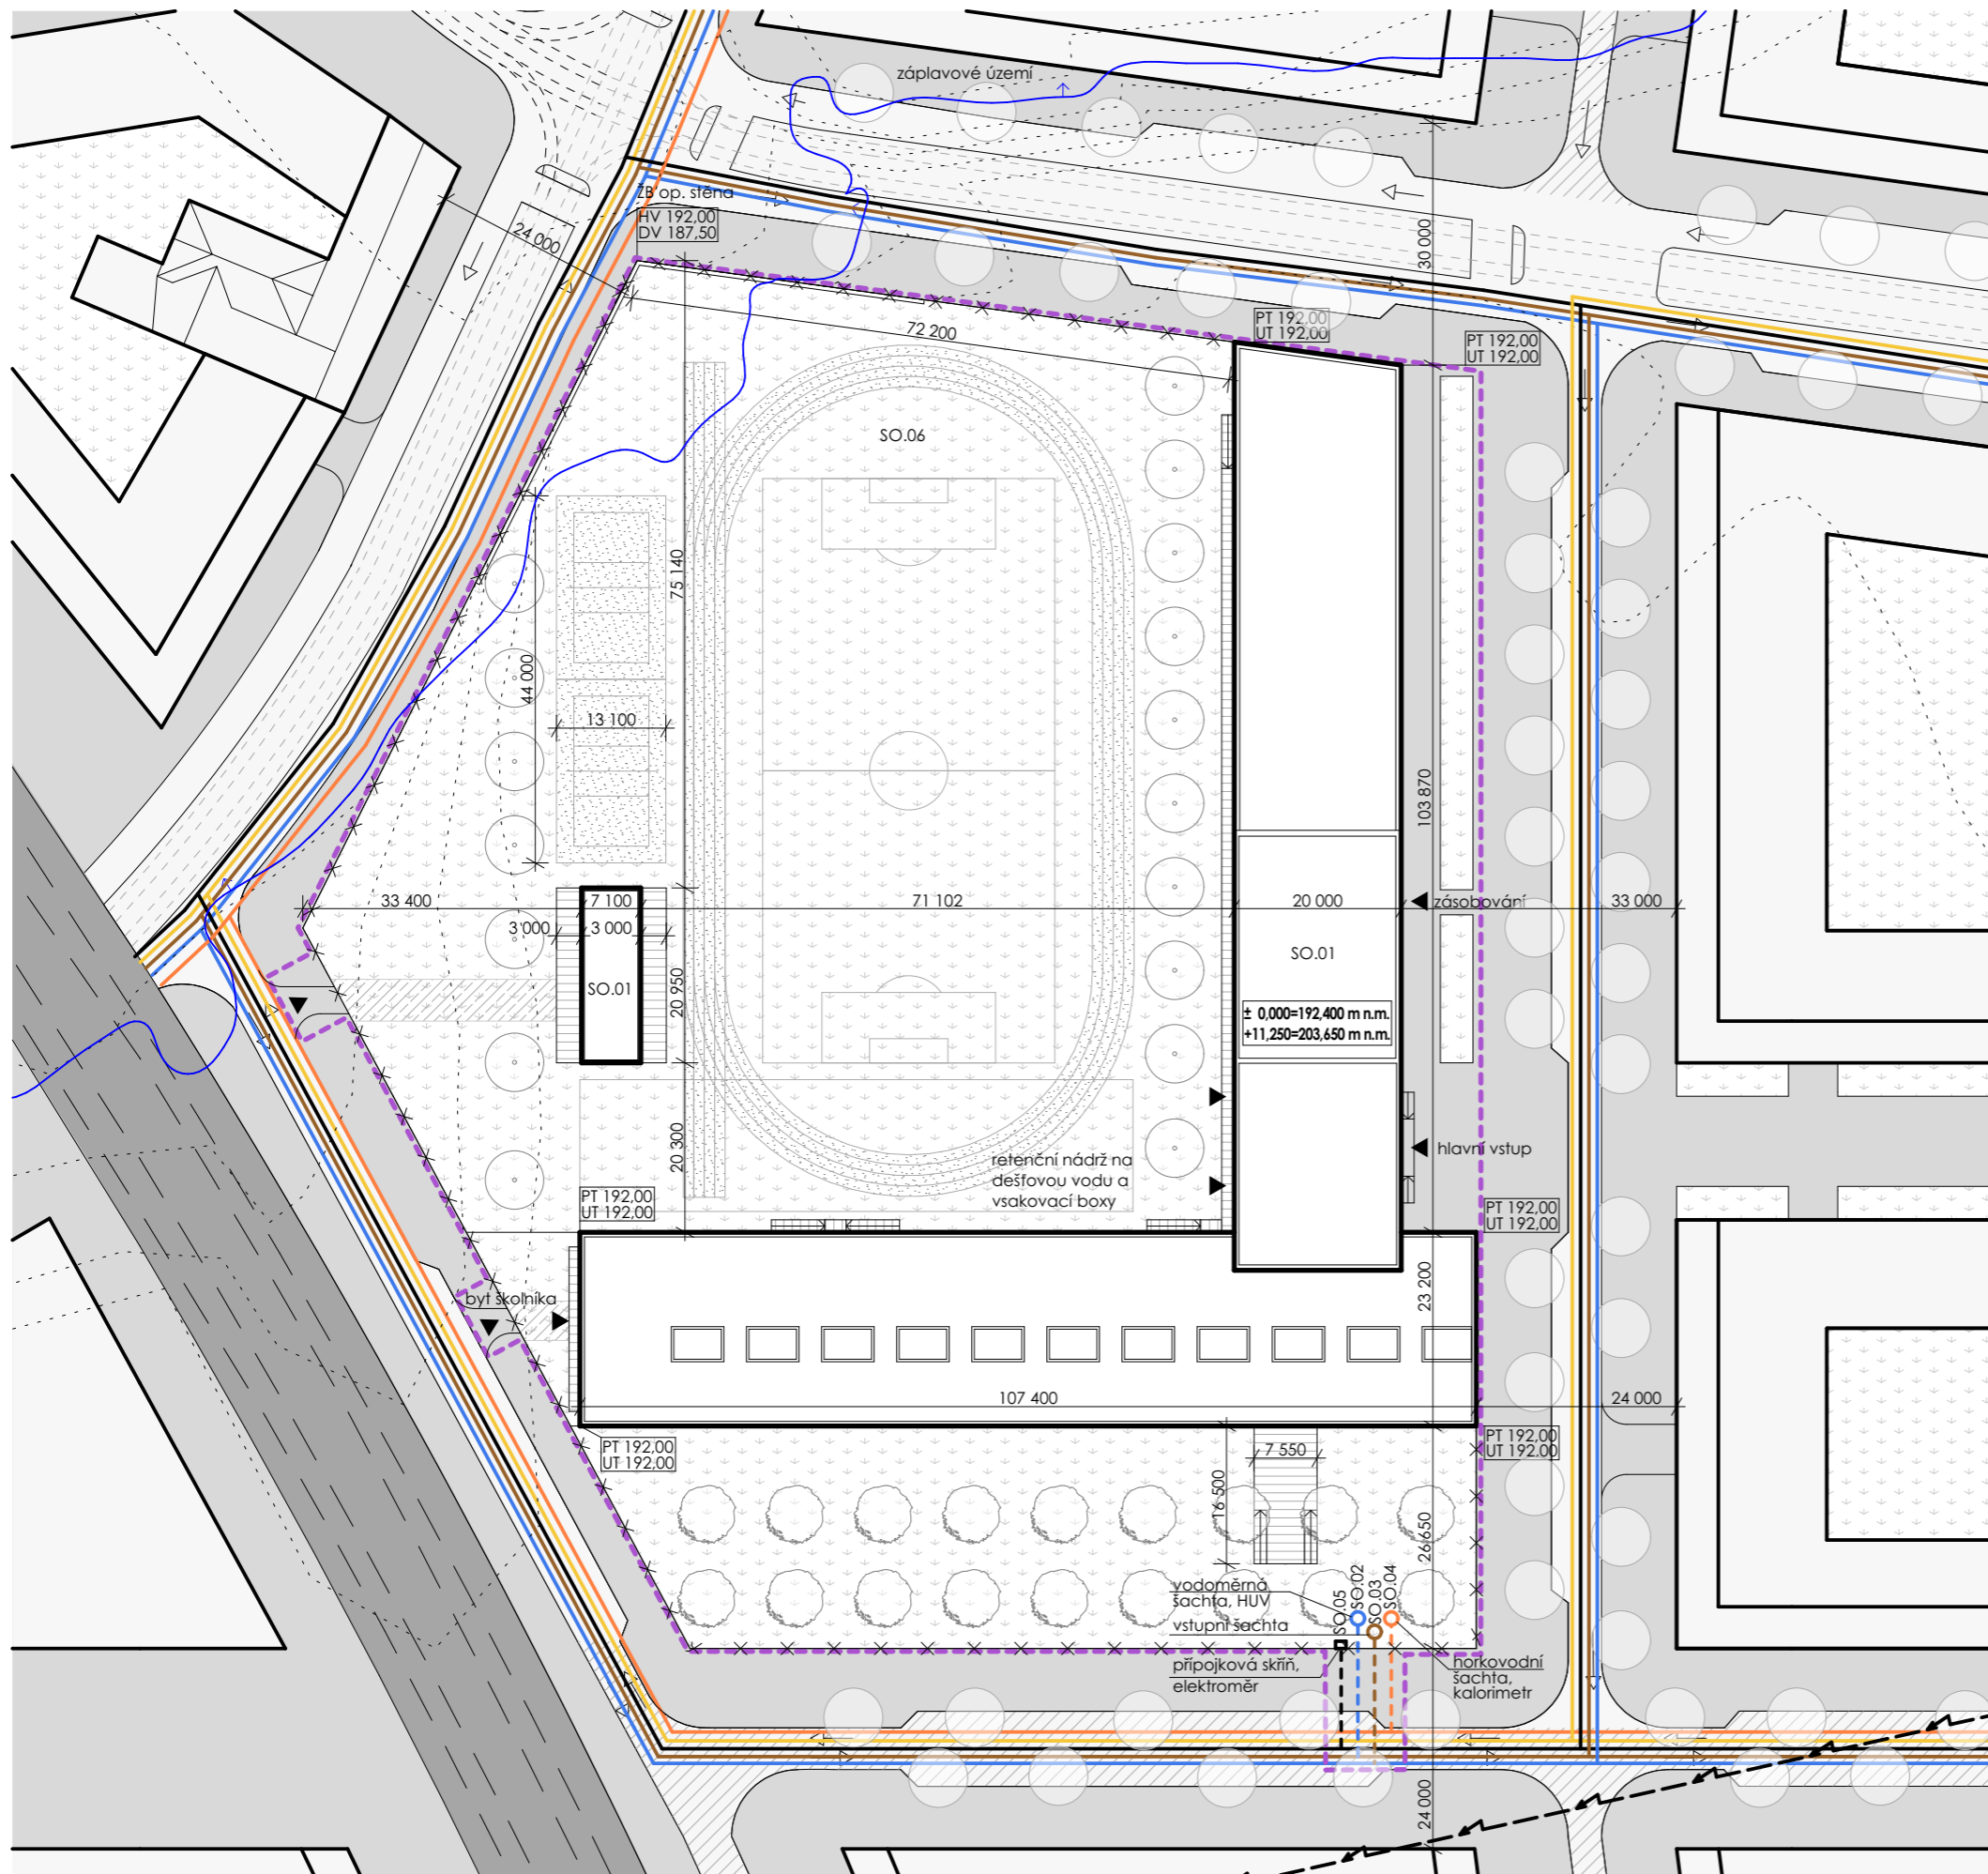 záplavové území
ŽB op. stěna
HV 192,00
DV 187,50
24 000
30 000
72 200
PT 192,00
UT 192,00
PT 192,00
UT 192,00
SO.06
75 140
44 000
13 100
103 870
33 400
7 100
71 102
20 000
zásobování
33 000
3 000
3 000
SO.01
SO.01
20 950
± 0,000=192,400 m n.m.
+11,250=203,650 m n.m.
20 300
hlavní vstup
retenční nádrž na
dešťovou vodu a
vsakovací boxy
PT 192,00
UT 192,00
PT 192,00
UT 192,00
byt školníka
23 200
107 400
24 000
PT 192,00
UT 192,00
PT 192,00
UT 192,00
7 550
16 500
26 650
vodoměrná
šachta, HUV
vstupní šachta
SO.05
SO.02
SO.03
SO.04
přípojková skříň,
elektroměr
horkovodní
šachta,
kalorimetr
24 000